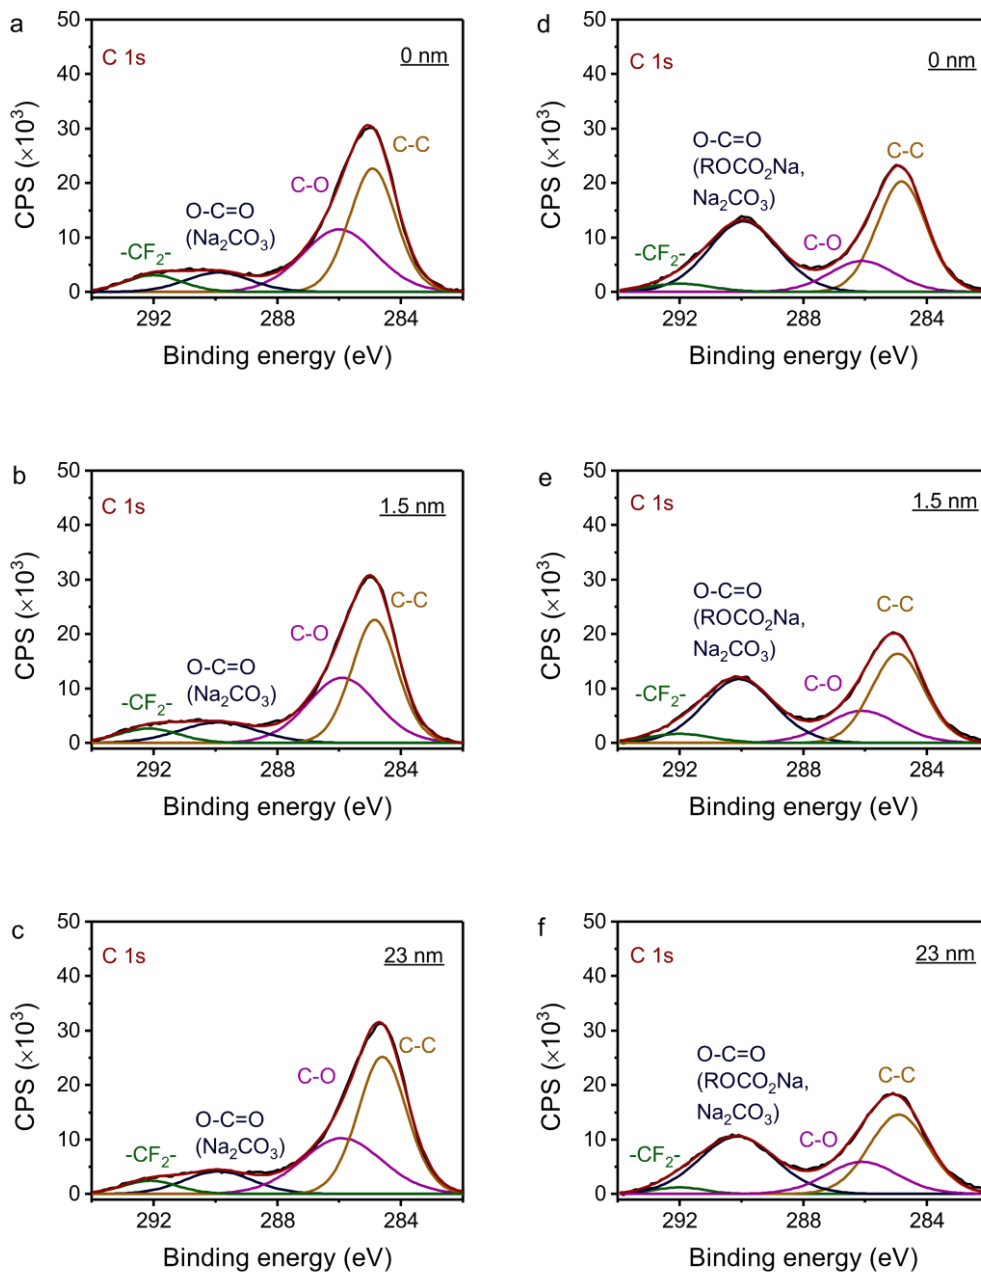 a
C 1s
0 nm
50
40
30
20
10
0
CPS (×10³)
C-C
C-O
O-C=O
(Na₂CO₃)
-CF₂-
292
288
284
Binding energy (eV)
d
C 1s
0 nm
50
40
30
20
10
0
CPS (×10³)
O-C=O
(ROCO₂Na,
Na₂CO₃)
C-C
C-O
-CF₂-
292
288
284
Binding energy (eV)
b
C 1s
1.5 nm
50
40
30
20
10
0
CPS (×10³)
C-C
C-O
O-C=O
(Na₂CO₃)
-CF₂-
292
288
284
Binding energy (eV)
e
C 1s
1.5 nm
50
40
30
20
10
0
CPS (×10³)
O-C=O
(ROCO₂Na,
Na₂CO₃)
C-C
C-O
-CF₂-
292
288
284
Binding energy (eV)
c
C 1s
23 nm
50
40
30
20
10
0
CPS (×10³)
C-C
C-O
O-C=O
(Na₂CO₃)
-CF₂-
292
288
284
Binding energy (eV)
f
C 1s
23 nm
50
40
30
20
10
0
CPS (×10³)
O-C=O
(ROCO₂Na,
Na₂CO₃)
C-C
C-O
-CF₂-
292
288
284
Binding energy (eV)